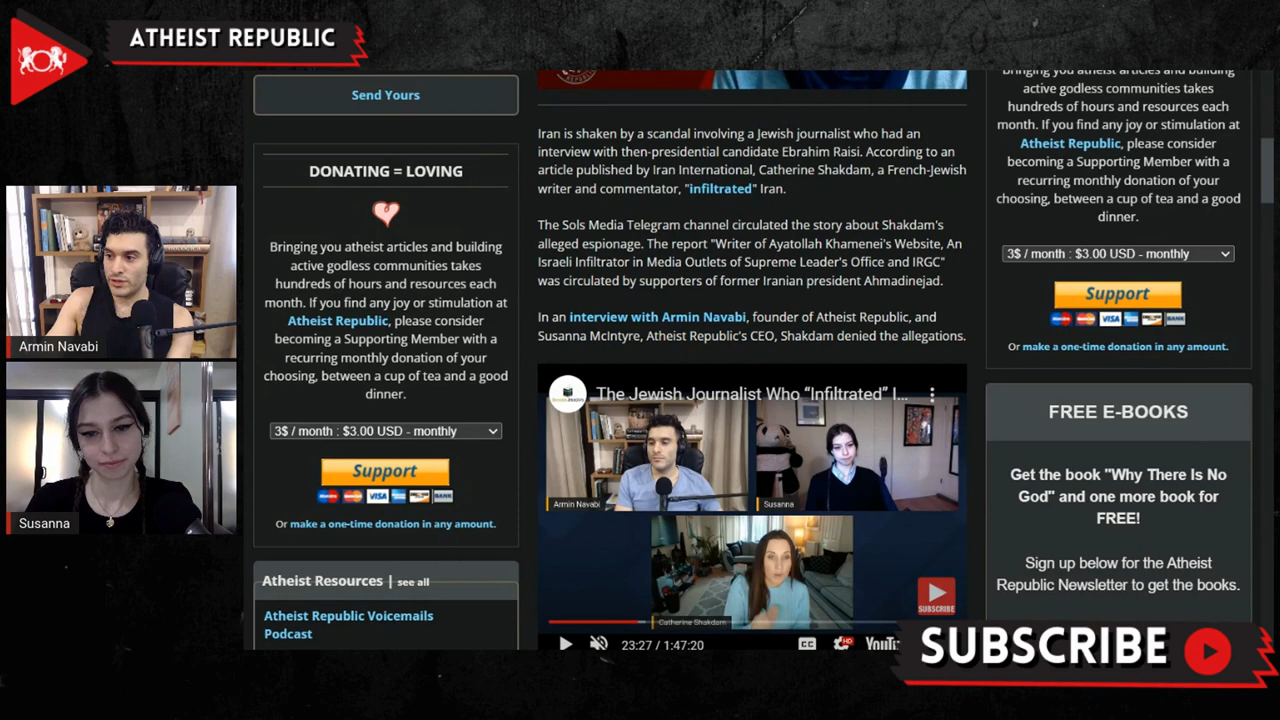 ATHEIST REPUBLIC
Armin Navabi
Susanna
Send Yours
DONATING = LOVING
Bringing you atheist articles and building
active godless communities takes
hundreds of hours and resources each
month. If you find any joy or stimulation at
Atheist Republic, please consider
becoming a Supporting Member with a
recurring monthly donation of your
choosing, between a cup of tea and a good
dinner.
3$ / month : $3.00 USD - monthly
Support
VISA BANK
Or make a one-time donation in any amount.
Atheist Resources | see all
Atheist Republic Voicemails
Podcast
Iran is shaken by a scandal involving a Jewish journalist who had an
interview with then-presidential candidate Ebrahim Raisi. According to an
article published by Iran International, Catherine Shakdam, a French-Jewish
writer and commentator, "infiltrated" Iran.
The Sols Media Telegram channel circulated the story about Shakdam's
alleged espionage. The report "Writer of Ayatollah Khamenei's Website, An
Israeli Infiltrator in Media Outlets of Supreme Leader's Office and IRGC"
was circulated by supporters of former Iranian president Ahmadinejad.
In an interview with Armin Navabi, founder of Atheist Republic, and
Susanna McIntyre, Atheist Republic's CEO, Shakdam denied the allegations.
The Jewish Journalist Who “Infiltrated” I...
Armin Navabi
Susanna
Catherine Shakdam
SUBSCRIBE
23:27 / 1:47:20
CC
HD
YouTu
Bringing you atheist articles and building
active godless communities takes
hundreds of hours and resources each
month. If you find any joy or stimulation at
Atheist Republic, please consider
becoming a Supporting Member with a
recurring monthly donation of your
choosing, between a cup of tea and a good
dinner.
3$ / month : $3.00 USD - monthly
Support
VISA BANK
Or make a one-time donation in any amount.
FREE E-BOOKS
Get the book "Why There Is No
God" and one more book for
FREE!
Sign up below for the Atheist
Republic Newsletter to get the books.
SUBSCRIBE